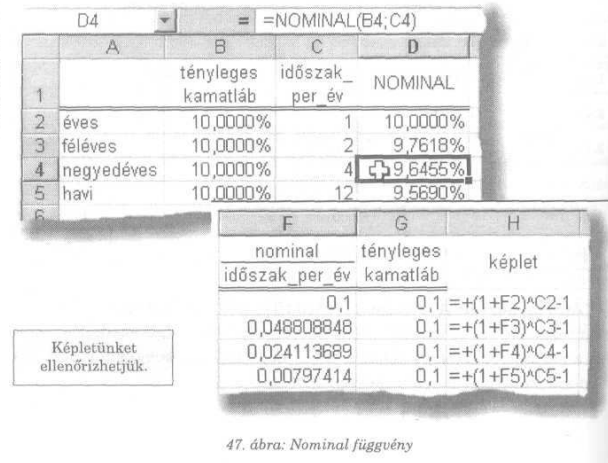 D4 = =NOMINAL(B4;C4)
A B C D
tényleges időszak_ NOMINAL
1 kamatláb per_év
2 éves 10,0000% 1 10,0000%
3 féléves 10,0000% 2 9,7618%
4 negyedéves 10,0000% 4 9,6455%
5 havi 10,0000% 12 9,5690%
6
F G H
nominal tényleges képlet
időszak_per_év kamatláb
0,1 0,1 =+(1+F2)^C2-1
0,048808848 0,1 =+(1+F3)^C3-1
0,024113689 0,1 =+(1+F4)^C4-1
0,00797414 0,1 =+(1+F5)^C5-1
Képletünket
ellenőrizhetjük.
47. ábra: Nominal függvény